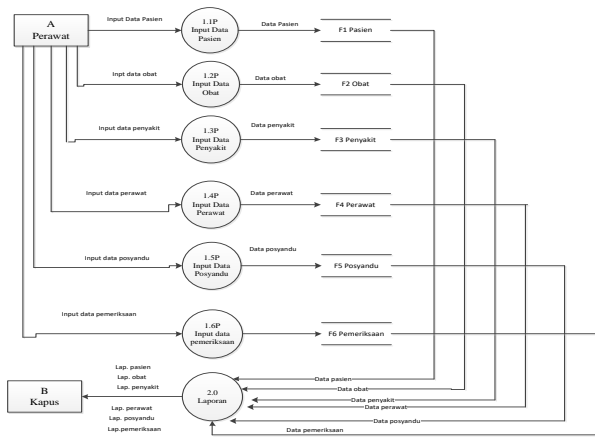 A
Perawat
Input Data Pasien
1.1P
Input Data
Pasien
Data Pasien
F1 Pasien
Inpt data obat
1.2P
Input Data
Obat
Data obat
F2 Obat
Input data penyakit
1.3P
Input Data
Penyakit
Data penyakit
F3 Penyakit
Input data perawat
1.4P
Input Data
Perawat
Data perawat
F4 Perawat
Input data posyandu
1.5P
Input Data
Posyandu
Data posyandu
F5 Posyandu
Input data pemeriksaan
1.6P
Input data
pemeriksaan
F6 Pemeriksaan
B
Kapus
Lap. pasien
Lap. obat
Lap. penyakit
Lap. perawat
Lap. posyandu
Lap.pemeriksaan
2.0
Laporan
Data pasien
Data obat
Data penyakit
Data perawat
Data posyandu
Data pemeriksaan